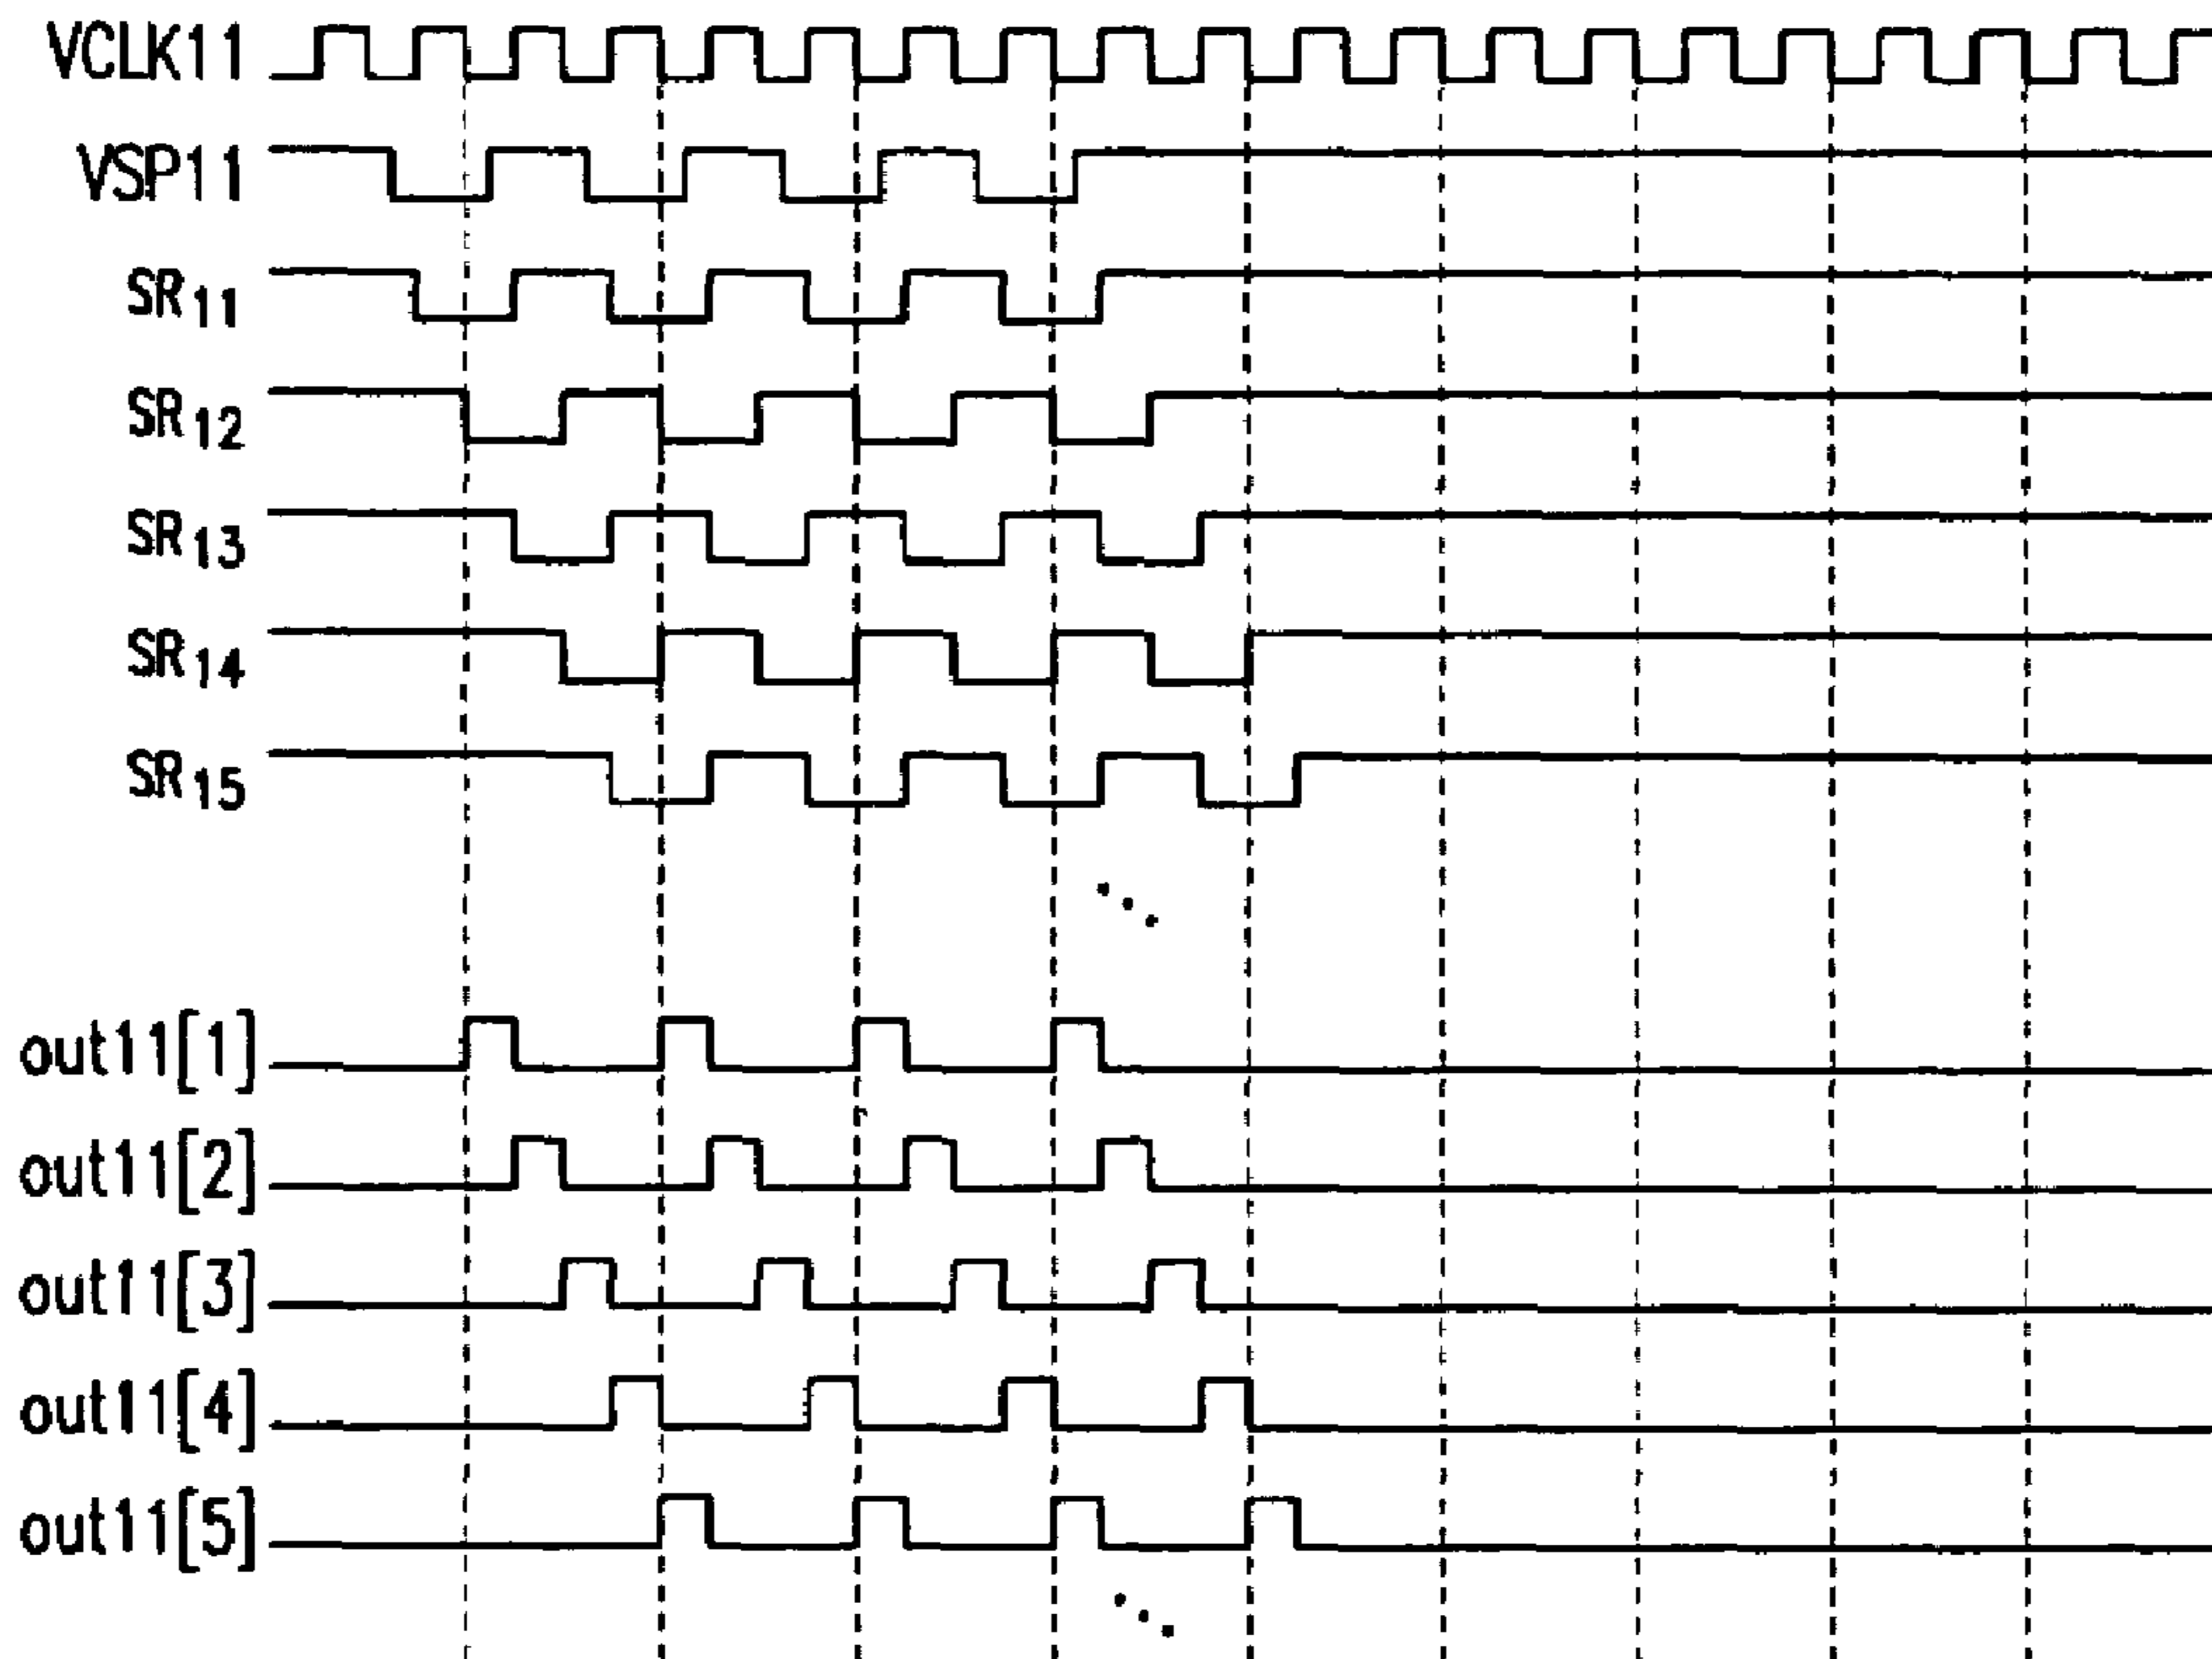 VCLK11
VSP11
SR11
SR12
SR13
SR14
SR15
out11[1]
out11[2]
out11[3]
out11[4]
out11[5]